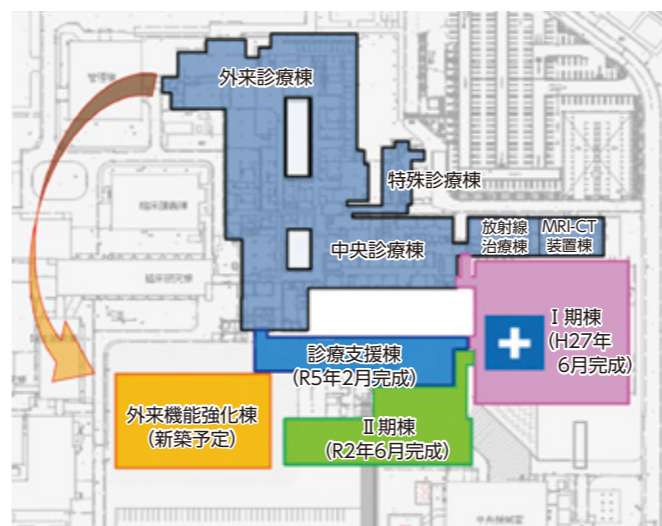 外来診療棟
特殊診療棟
放射線
治療棟
MRI-CT
装置棟
中央診療棟
Ⅰ期棟
(H27年
6月完成)
診療支援棟
(R5年2月完成)
外来機能強化棟
(新築予定)
Ⅱ期棟
(R2年6月完成)